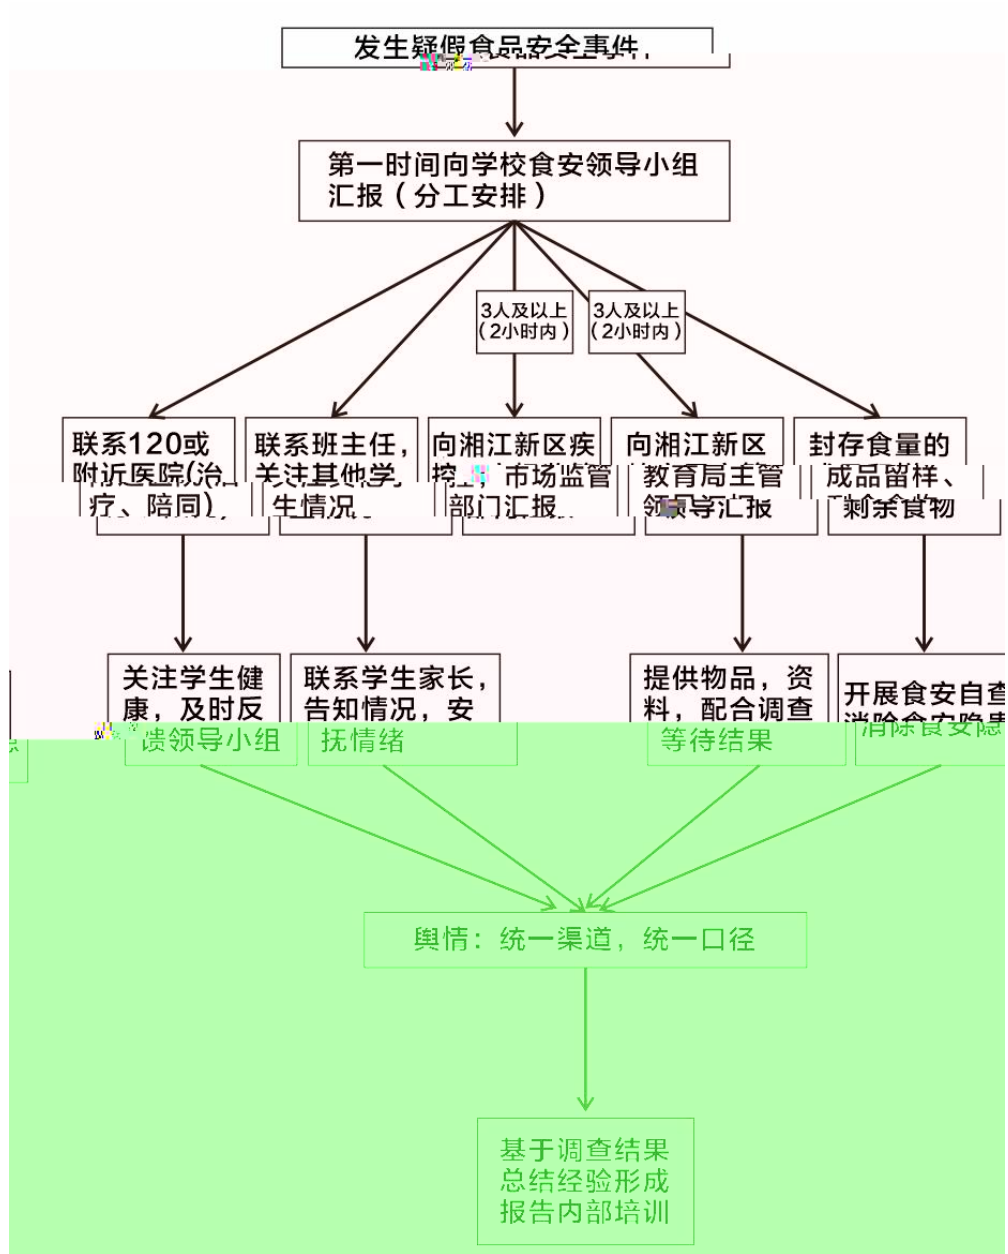 发生疑假食品安全事件
第一时间向学校食安领导小组
汇报（分工安排）
3人及以上
（2小时内）
3人及以上
（2小时内）
联系120或
附近医院(治
疗、陪同)
联系班主任，
关注其他学
生情况
向湘江新区疾
控，市场监管
部门汇报
向湘江新区
教育局主管
领导汇报
封存食量的
成品留样、
剩余食物
关注学生健
康，及时反
馈领导小组
联系学生家长，
告知情况，安
抚情绪
提供物品，资
料，配合调查
等待结果
开展食安自查
消除食安隐患
舆情：统一渠道，统一口径
基于调查结果
总结经验形成
报告内部培训